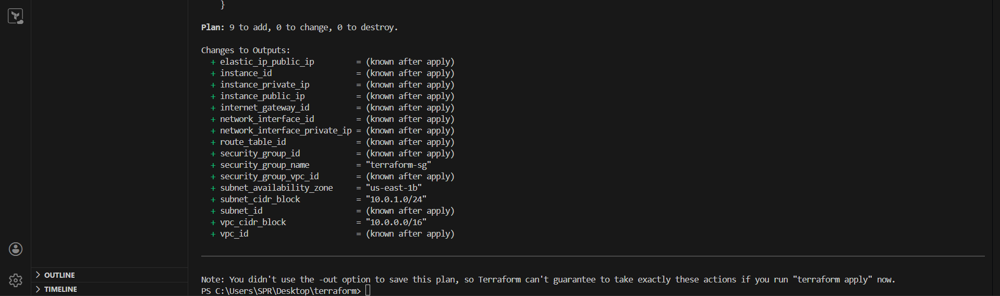 }
Plan: 9 to add, 0 to change, 0 to destroy.
Changes to Outputs:
+ elastic_ip_public_ip = (known after apply)
+ instance_id = (known after apply)
+ instance_private_ip = (known after apply)
+ instance_public_ip = (known after apply)
+ internet_gateway_id = (known after apply)
+ network_interface_id = (known after apply)
+ network_interface_private_ip = (known after apply)
+ route_table_id = (known after apply)
+ security_group_id = (known after apply)
+ security_group_name = "terraform-sg"
+ security_group_vpc_id = (known after apply)
+ subnet_availability_zone = "us-east-1b"
+ subnet_cidr_block = "10.0.1.0/24"
+ subnet_id = (known after apply)
+ vpc_cidr_block = "10.0.0.0/16"
+ vpc_id = (known after apply)
Note: You didn't use the -out option to save this plan, so Terraform can't guarantee to take exactly these actions if you run "terraform apply" now.
PS C:\Users\SPR\Desktop\terraform>
OUTLINE
TIMELINE